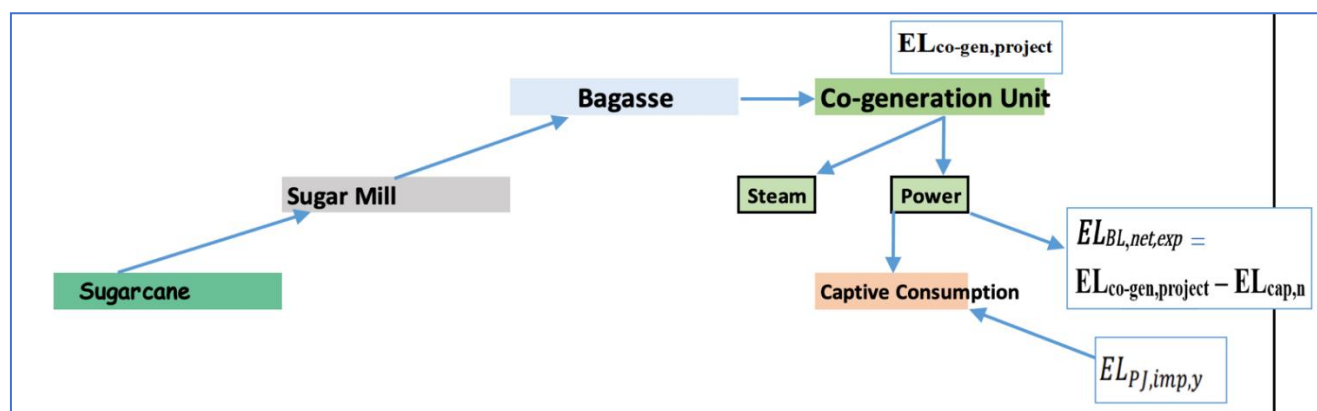 ELco-gen,project
Bagasse
Co-generation Unit
Sugar Mill
Steam
Power
ELBL,net,exp =
ELco-gen,project – ELcap,n
Sugarcane
Captive Consumption
ELPJ,imp,y